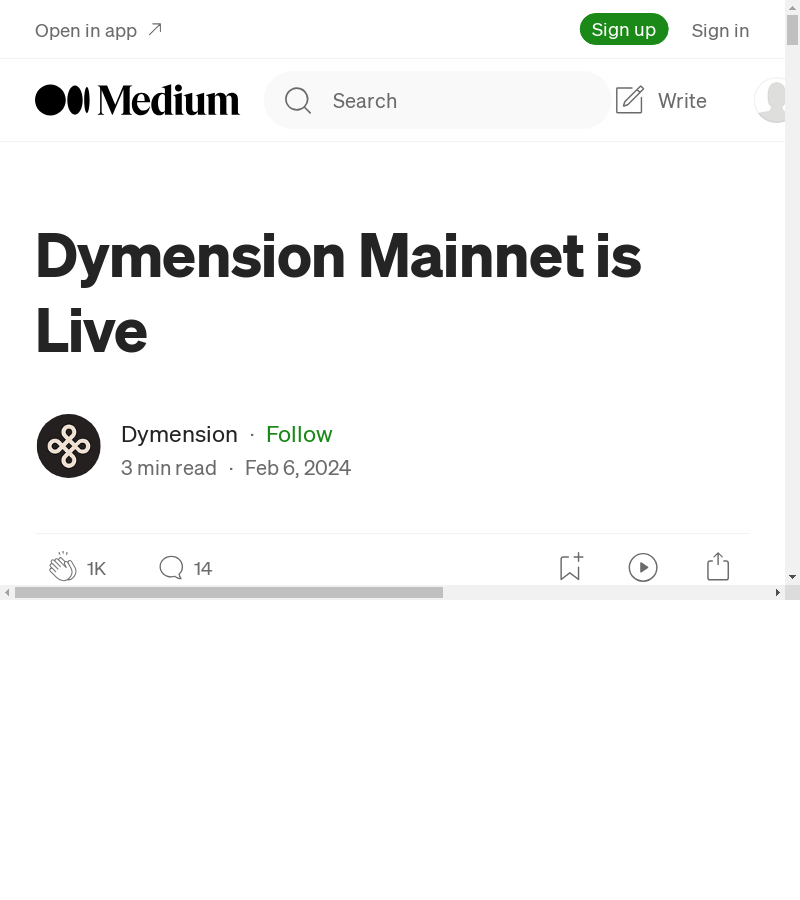 Open in app
Sign up
Sign in
Medium
Search
Write
Dymension Mainnet is
Live
Dymension · Follow
3 min read · Feb 6, 2024
1K
14